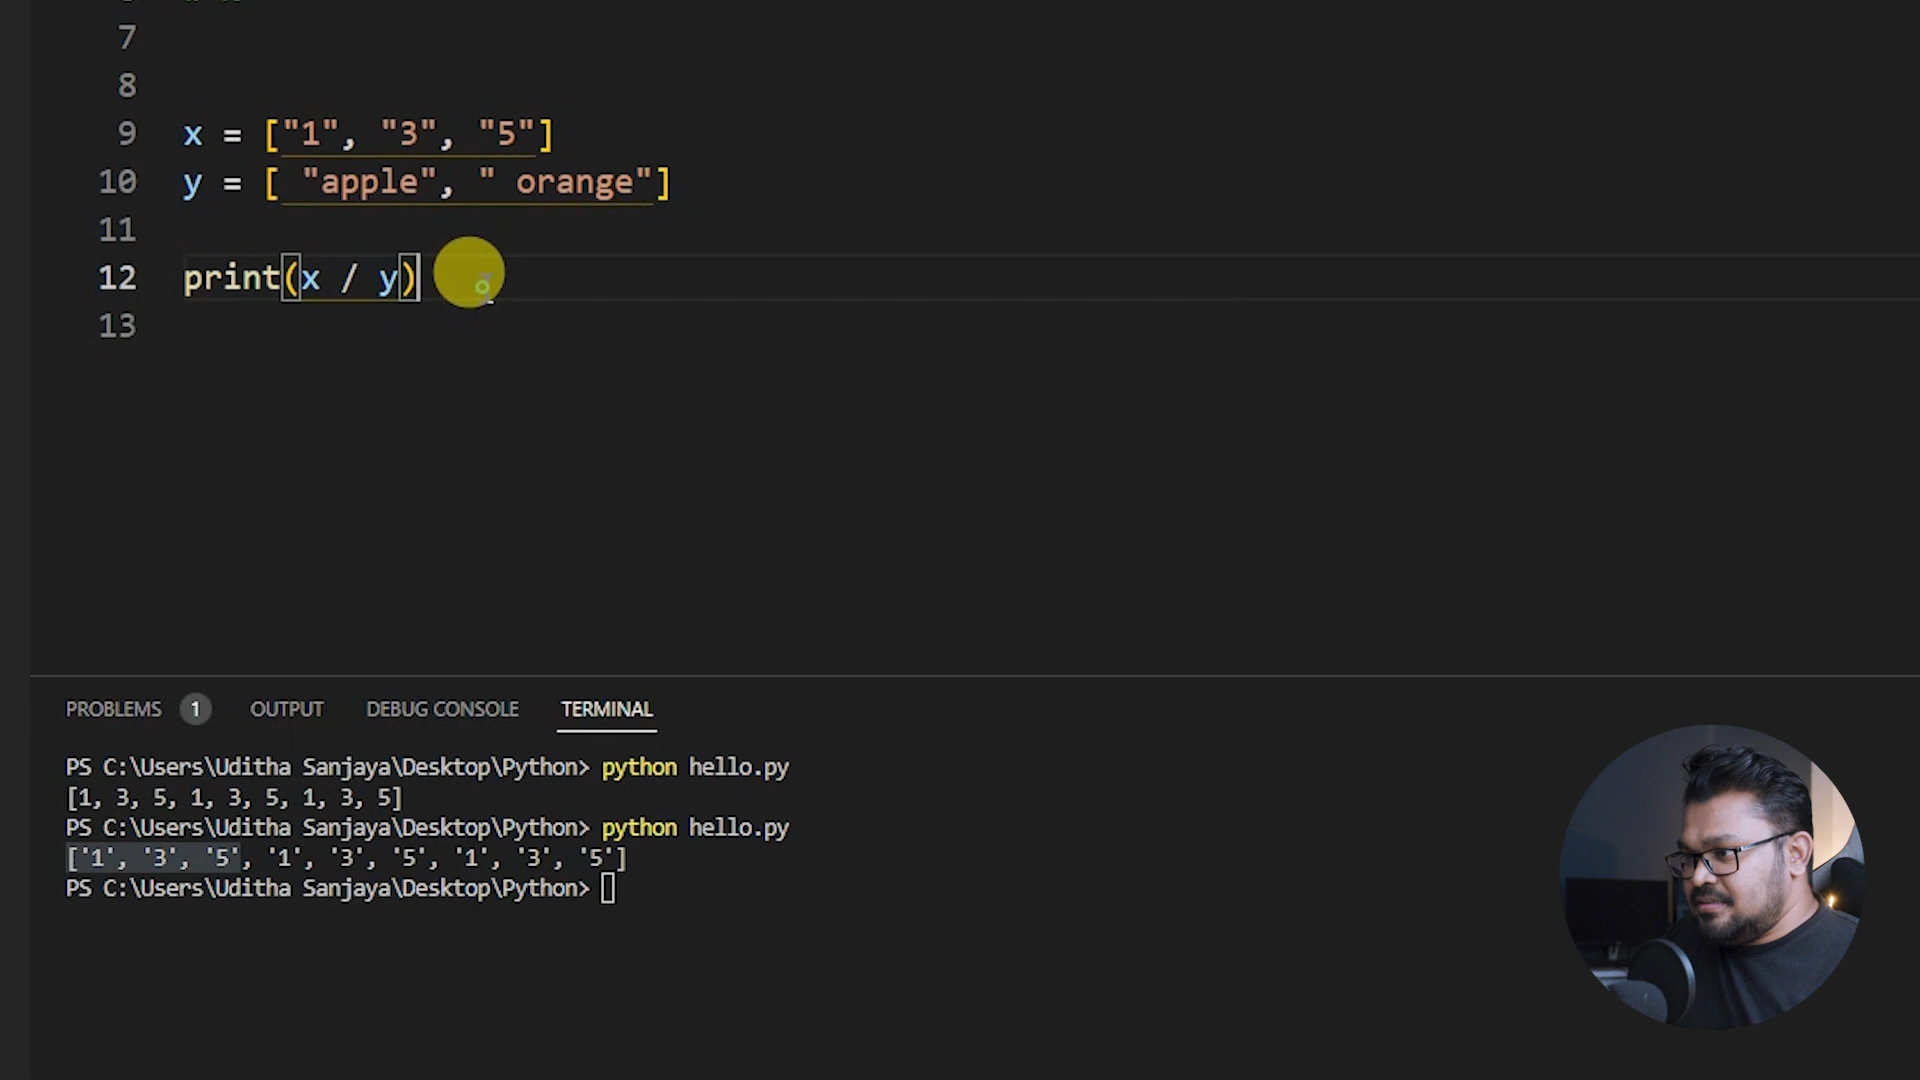 7
8
9 x = ["1", "3", "5"]
10 y = [ "apple", " orange"]
11
12 print(x / y)
13
PROBLEMS 1 OUTPUT DEBUG CONSOLE TERMINAL
PS C:\Users\Uditha Sanjaya\Desktop\Python> python hello.py
[1, 3, 5, 1, 3, 5, 1, 3, 5]
PS C:\Users\Uditha Sanjaya\Desktop\Python> python hello.py
['1', '3', '5', '1', '3', '5', '1', '3', '5']
PS C:\Users\Uditha Sanjaya\Desktop\Python>